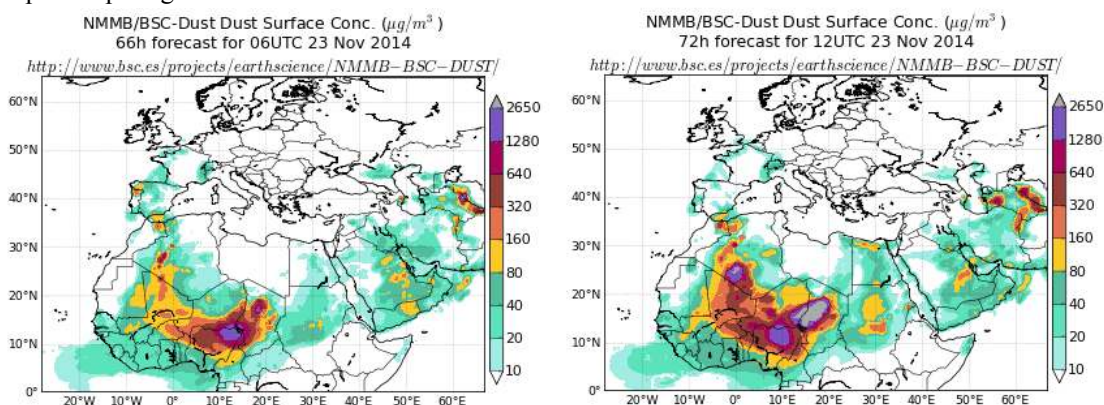 NMMB/BSC-Dust Dust Surface Conc. (μg/m³)
66h forecast for 06UTC 23 Nov 2014
http://www.bsc.es/projects/earthscience/NMMB−BSC−DUST/
60°N
50°N
40°N
30°N
20°N
10°N
0°
20°W 10°W 0° 10°E 20°E 30°E 40°E 50°E 60°E
2650
1280
640
320
160
80
40
20
10
NMMB/BSC-Dust Dust Surface Conc. (μg/m³)
72h forecast for 12UTC 23 Nov 2014
http://www.bsc.es/projects/earthscience/NMMB−BSC−DUST/
60°N
50°N
40°N
30°N
20°N
10°N
0°
20°W 10°W 0° 10°E 20°E 30°E 40°E 50°E 60°E
2650
1280
640
320
160
80
40
20
10